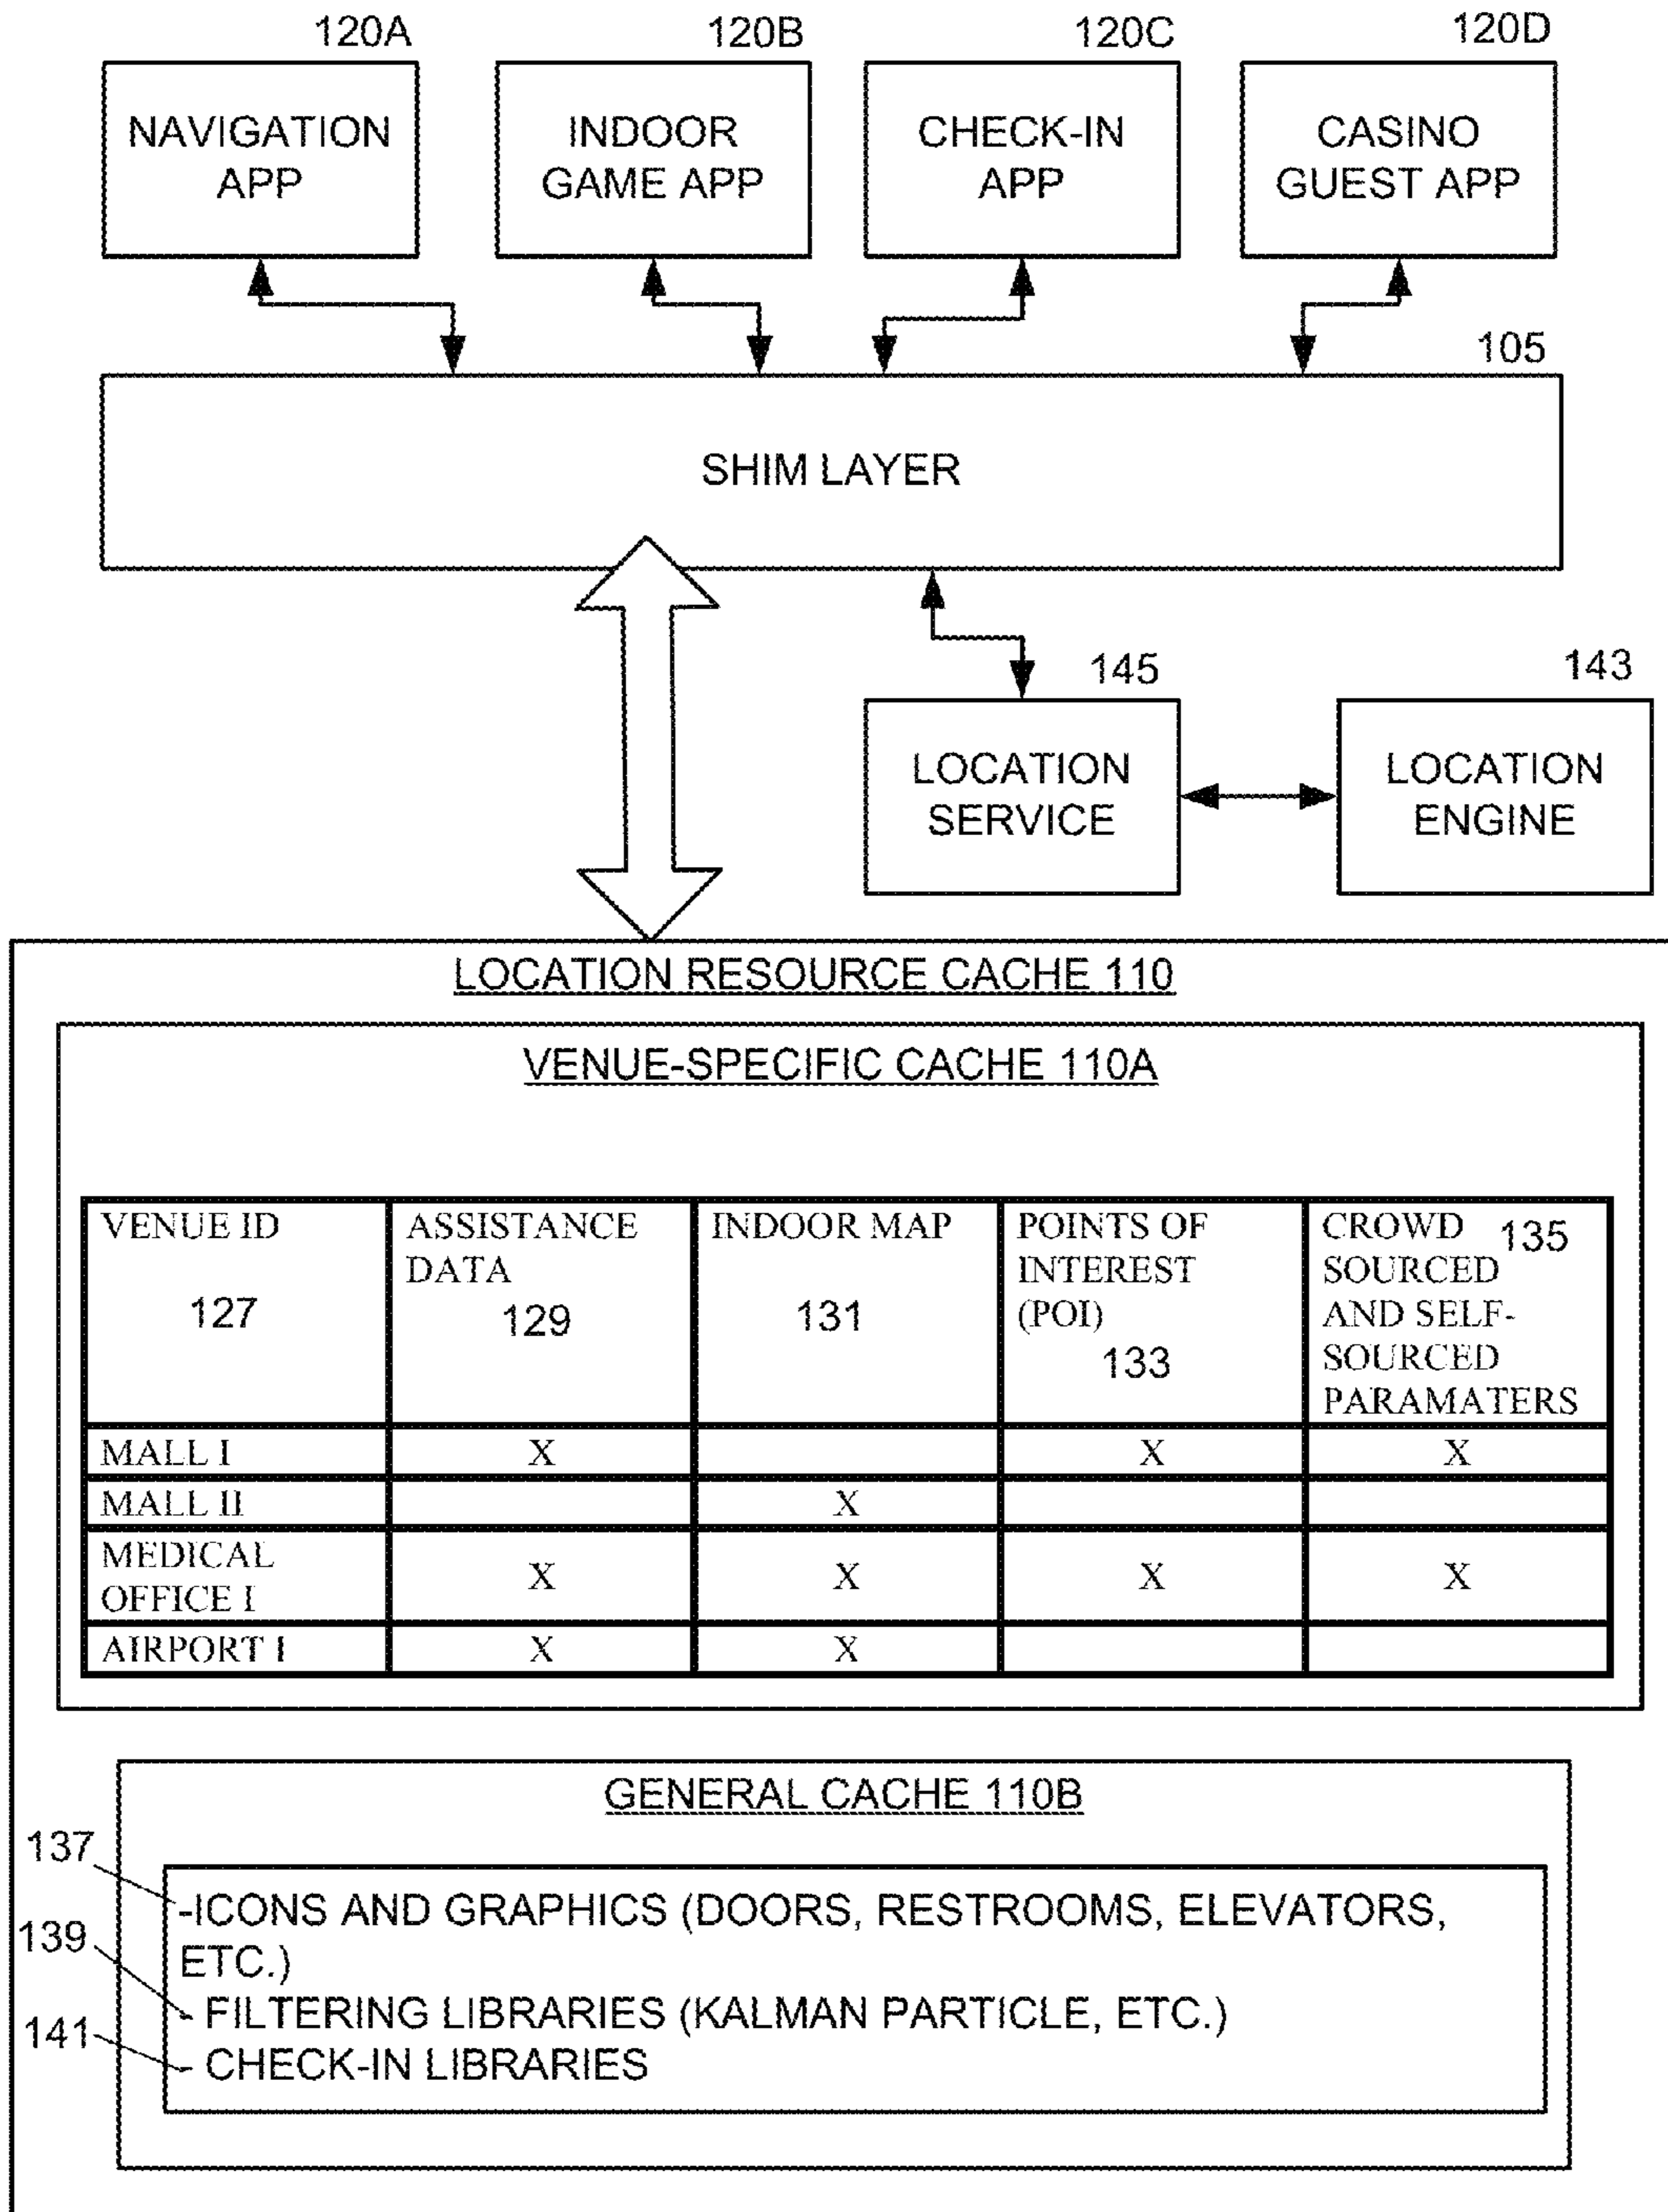 120A
120B
120C
120D
NAVIGATION
APP
INDOOR
GAME APP
CHECK-IN
APP
CASINO
GUEST APP
105
SHIM LAYER
145
143
LOCATION
SERVICE
LOCATION
ENGINE
LOCATION RESOURCE CACHE 110
VENUE-SPECIFIC CACHE 110A
VENUE ID
127
ASSISTANCE
DATA
129
INDOOR MAP
131
POINTS OF
INTEREST
(POI)
133
CROWD 135
SOURCED
AND SELF-
SOURCED
PARAMATERS
MALL I X X X
MALL II X
MEDICAL
OFFICE I X X X X
AIRPORT I X X
GENERAL CACHE 110B
137
-ICONS AND GRAPHICS (DOORS, RESTROOMS, ELEVATORS,
ETC.)
139
- FILTERING LIBRARIES (KALMAN PARTICLE, ETC.)
141
- CHECK-IN LIBRARIES